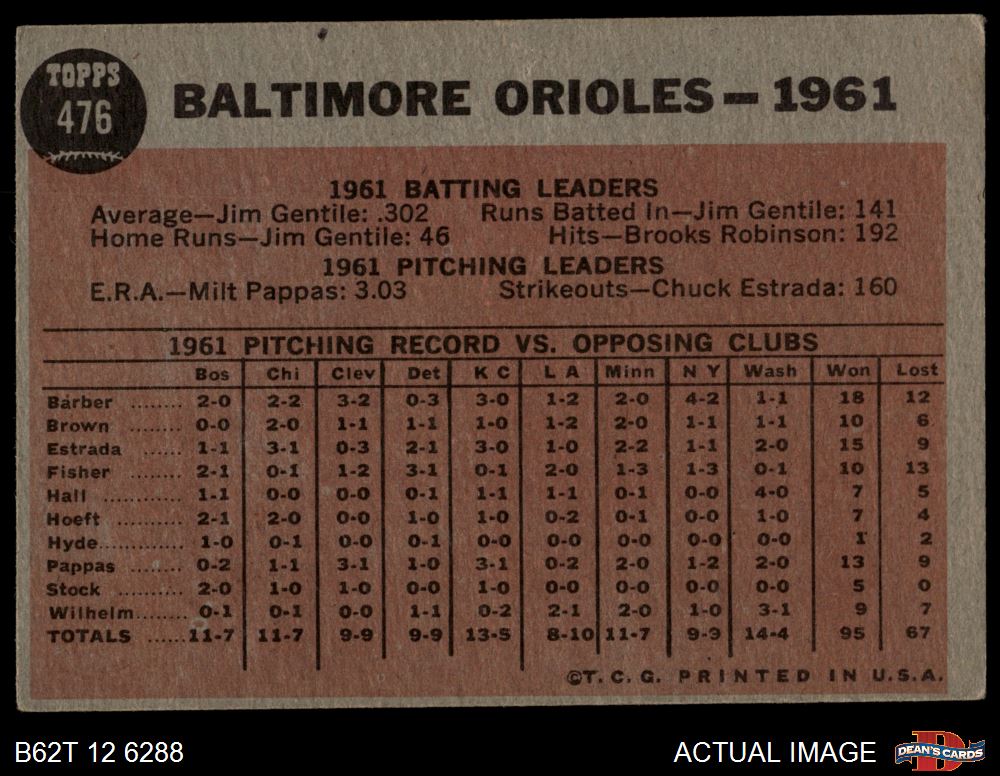 TOPPS
476
BALTIMORE ORIOLES — 1961
1961 BATTING LEADERS
Average—Jim Gentile: .302 Runs Batted In—Jim Gentile: 141
Home Runs—Jim Gentile: 46 Hits—Brooks Robinson: 192
1961 PITCHING LEADERS
E.R.A.—Milt Pappas: 3.03 Strikeouts—Chuck Estrada: 160
1961 PITCHING RECORD VS. OPPOSING CLUBS
Bos Chi Clev Det K C L A Minn N Y Wash Won Lost
Barber ........ 2-0 2-2 3-2 0-3 3-0 1-2 2-0 4-2 1-1 18 12
Brown ........ 0-0 2-0 1-1 1-1 1-0 1-2 2-0 1-1 1-1 10 6
Estrada ...... 1-1 3-1 0-3 2-1 3-0 1-0 2-2 1-1 2-0 15 9
Fisher ........ 2-1 0-1 1-2 3-1 0-1 2-0 1-3 1-3 0-1 10 13
Hall ............ 1-1 0-0 0-0 0-1 1-1 1-1 0-1 0-0 4-0 7 5
Hoeft .......... 2-1 2-0 0-0 1-0 1-0 0-2 0-1 0-0 1-0 7 4
Hyde............. 1-0 0-1 0-0 0-1 0-0 0-0 0-0 0-0 0-0 1 2
Pappas ........ 0-2 1-1 3-1 1-0 3-1 0-2 2-0 1-2 2-0 13 9
Stock .......... 2-0 1-0 1-0 0-0 1-0 0-0 0-0 0-0 0-0 5 0
Wilhelm........ 0-1 0-1 0-0 1-1 0-2 2-1 2-0 1-0 3-1 9 7
TOTALS ...... 11-7 11-7 9-9 9-9 13-5 8-10 11-7 9-9 14-4 95 67
©T. C. G. PRINTED IN U.S.A.
B62T 12 6288 ACTUAL IMAGE
D
DEAN'S CARDS